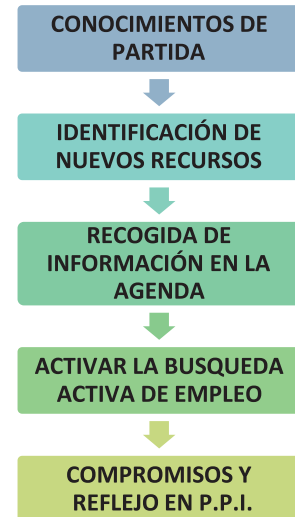 CONOCIMIENTOS DE
PARTIDA
IDENTIFICACIÓN DE
NUEVOS RECURSOS
RECOGIDA DE
INFORMACIÓN EN LA
AGENDA
ACTIVAR LA BUSQUEDA
ACTIVA DE EMPLEO
COMPROMISOS Y
REFLEJO EN P.P.I.